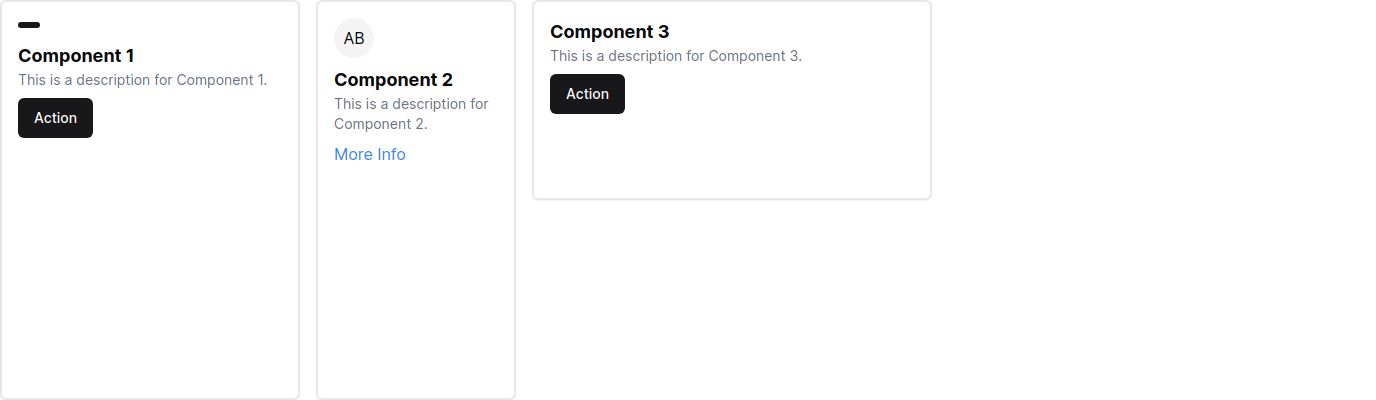 Component 1
This is a description for Component 1.
Action
AB
Component 2
This is a description for
Component 2.
More Info
Component 3
This is a description for Component 3.
Action